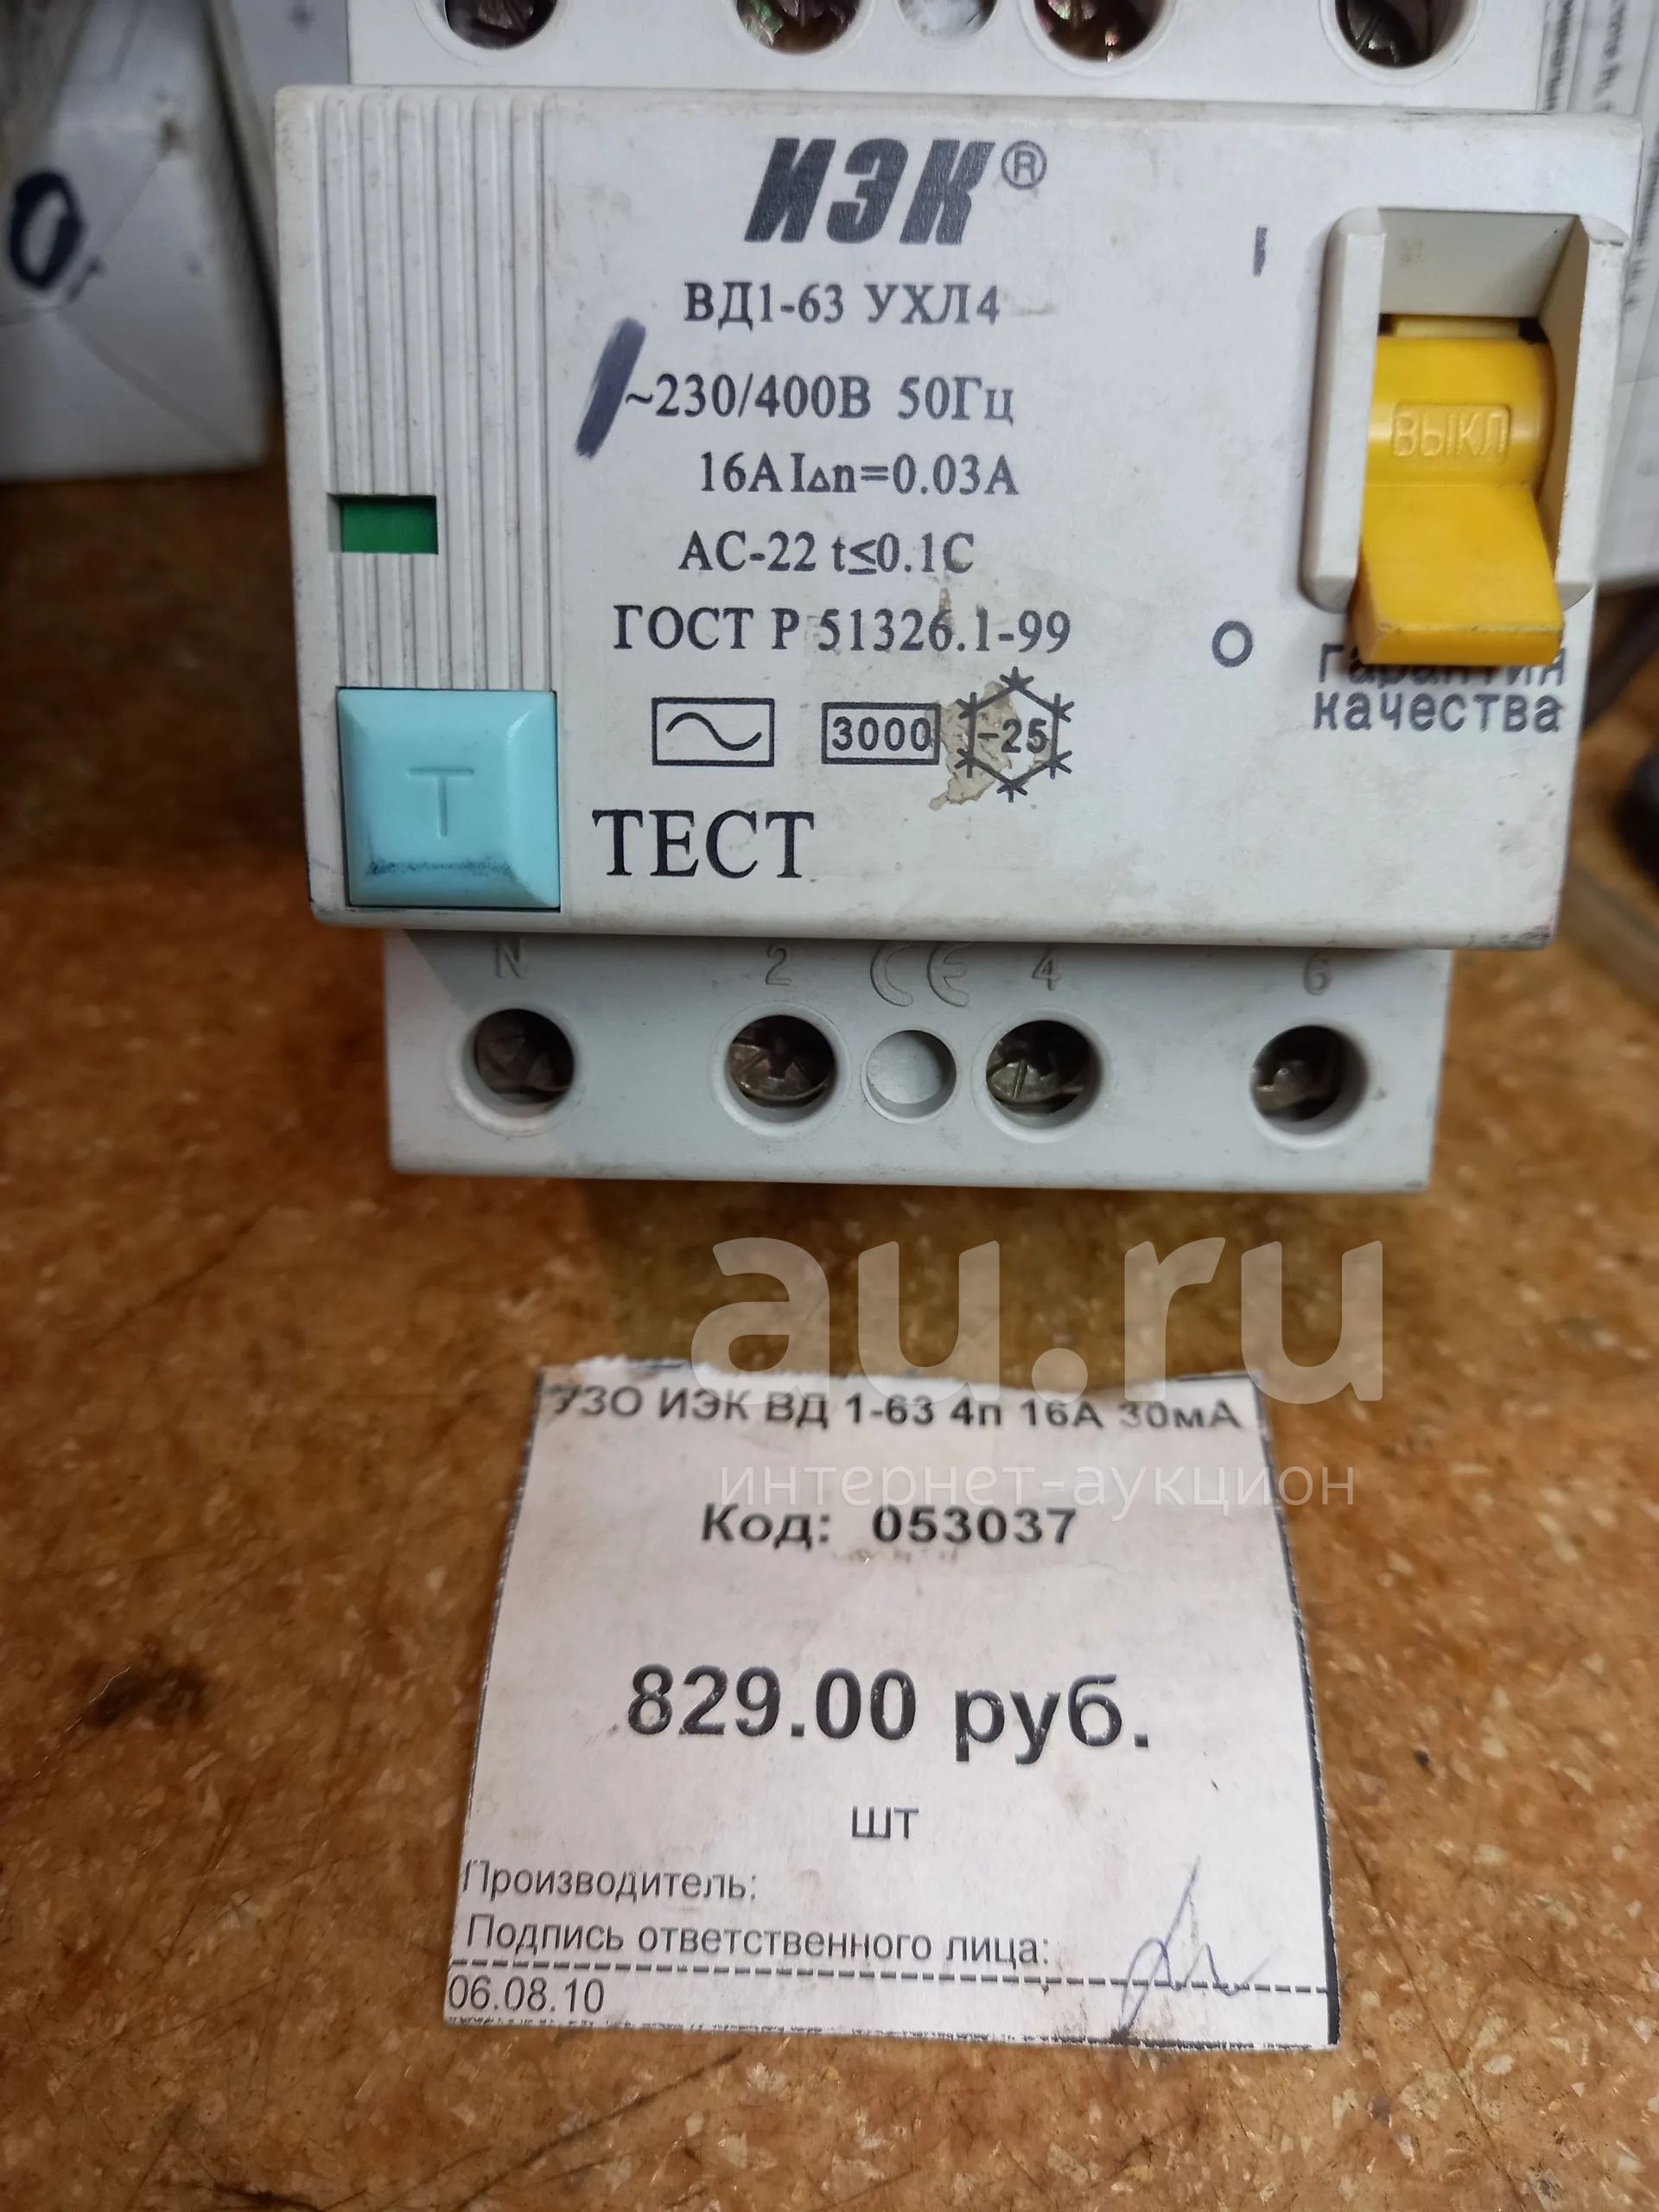 ИЭК®
ВД1-63 УХЛ4
~230/400В 50Гц
16А I∆n=0.03А
АС-22 t≤0.1С
ГОСТ Р 51326.1-99
3000 -25
ТЕСТ
Т
I
ВЫКЛ
O
гарантия
качества
N 2 CE 4 6
au.ru
интернет-аукцион
УЗО ИЭК ВД 1-63 4п 16А 30мА
Код: 053037
829.00 руб.
шт
Производитель:
Подпись ответственного лица:
06.08.10